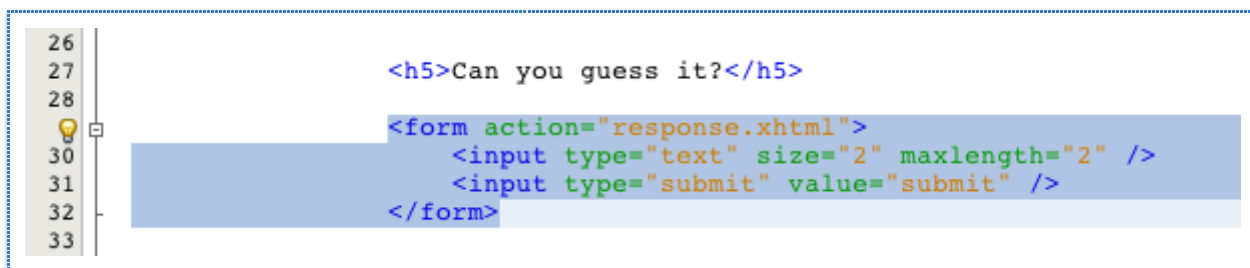 26
27 <h5>Can you guess it?</h5>
28
<form action="response.xhtml">
30 <input type="text" size="2" maxlength="2" />
31 <input type="submit" value="submit" />
32 </form>
33